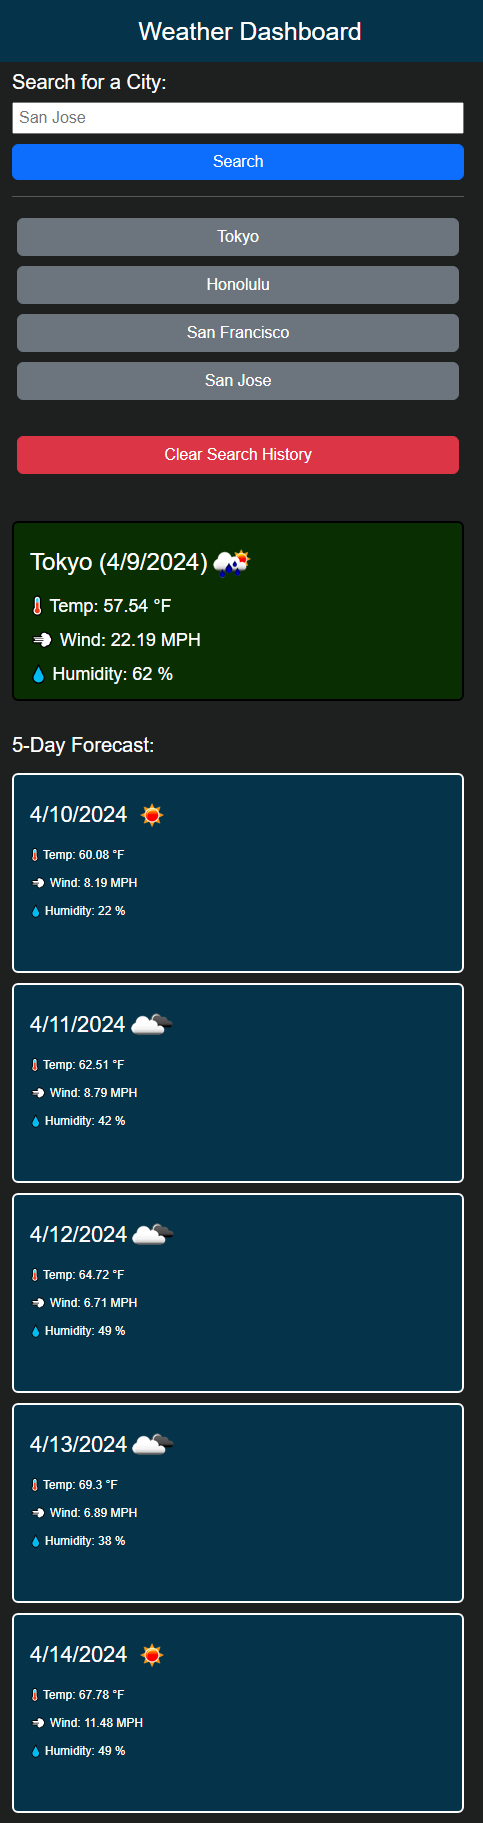 Weather Dashboard
Search for a City:
San Jose
Search
Tokyo
Honolulu
San Francisco
San Jose
Clear Search History
Tokyo (4/9/2024)
Temp: 57.54 °F
Wind: 22.19 MPH
Humidity: 62 %
5-Day Forecast:
4/10/2024
Temp: 60.08 °F
Wind: 8.19 MPH
Humidity: 22 %
4/11/2024
Temp: 62.51 °F
Wind: 8.79 MPH
Humidity: 42 %
4/12/2024
Temp: 64.72 °F
Wind: 6.71 MPH
Humidity: 49 %
4/13/2024
Temp: 69.3 °F
Wind: 6.89 MPH
Humidity: 38 %
4/14/2024
Temp: 67.78 °F
Wind: 11.48 MPH
Humidity: 49 %